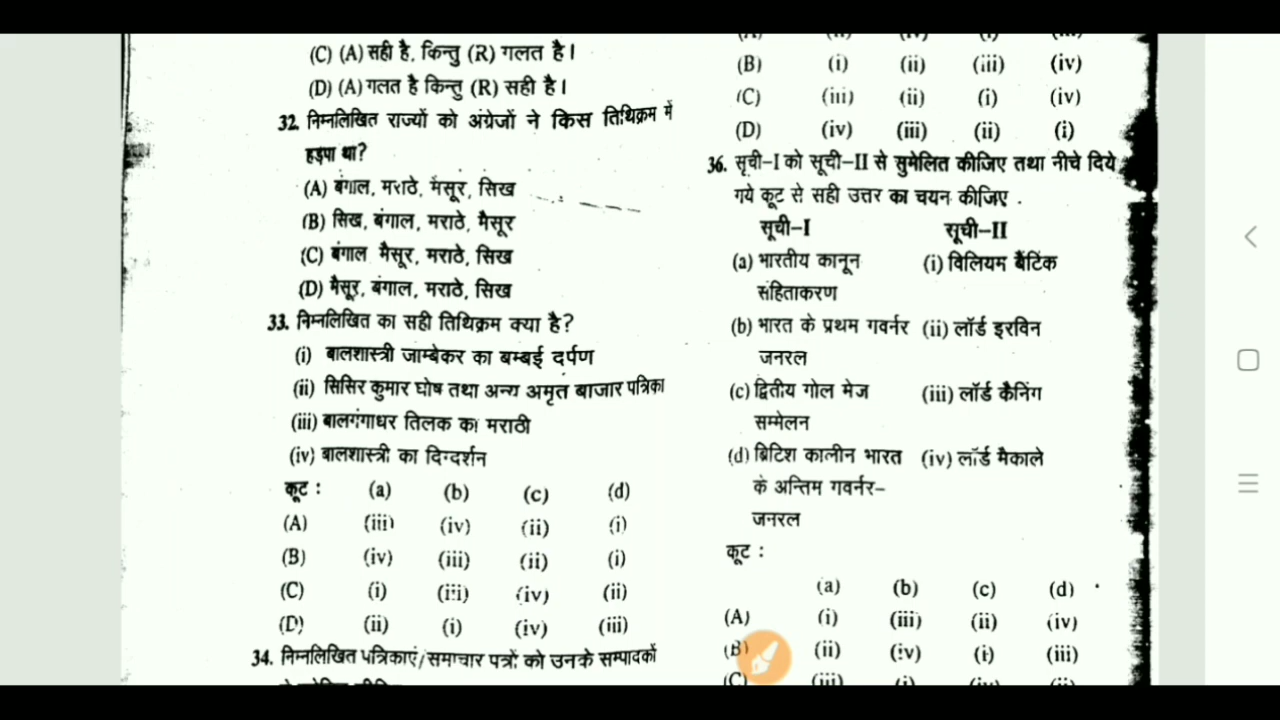 (C) (A) सही है, किन्तु (R) गलत है।
(D) (A) गलत है किन्तु (R) सही है।
32. निम्नलिखित राज्यों को अंग्रेजों ने किस तिथिक्रम में
हड़पा था?
(A) बंगाल, मराठे, मैसूर, सिख
(B) सिख, बंगाल, मराठे, मैसूर
(C) बंगाल मैसूर, मराठे, सिख
(D) मैसूर, बंगाल, मराठे, सिख
33. निम्नलिखित का सही तिथिक्रम क्या है?
(i) बालशास्त्री जाम्बेकर का बम्बई दर्पण
(ii) सिसिर कुमार घोष तथा अन्य अमृत बाजार पत्रिका
(iii) बालगंगाधर तिलक का मराठी
(iv) बालशास्त्री का दिग्दर्शन
कूट : (a) (b) (c) (d)
(A) (iii) (iv) (ii) (i)
(B) (iv) (iii) (ii) (i)
(C) (i) (iii) (iv) (ii)
(D) (ii) (i) (iv) (iii)
34. निम्नलिखित पत्रिकाएं/समाचार पत्रों को उनके सम्पादकों
(B) (i) (ii) (iii) (iv)
(C) (iii) (ii) (i) (iv)
(D) (iv) (iii) (ii) (i)
36. सूची-I को सूची-II से सुमेलित कीजिए तथा नीचे दिये
गये कूट से सही उत्तर का चयन कीजिए .
सूची-I सूची-II
(a) भारतीय कानून (i) विलियम बैंटिंक
संहिताकरण
(b) भारत के प्रथम गवर्नर (ii) लॉर्ड इरविन
जनरल
(c) द्वितीय गोल मेज (iii) लॉर्ड कैनिंग
सम्मेलन
(d) ब्रिटिश कालीन भारत (iv) लॉर्ड मैकाले
के अन्तिम गवर्नर-
जनरल
कूट :
(a) (b) (c) (d)
(A) (i) (iii) (ii) (iv)
(B) (ii) (iv) (i) (iii)
(C) (iii) (i) (iv) (ii)